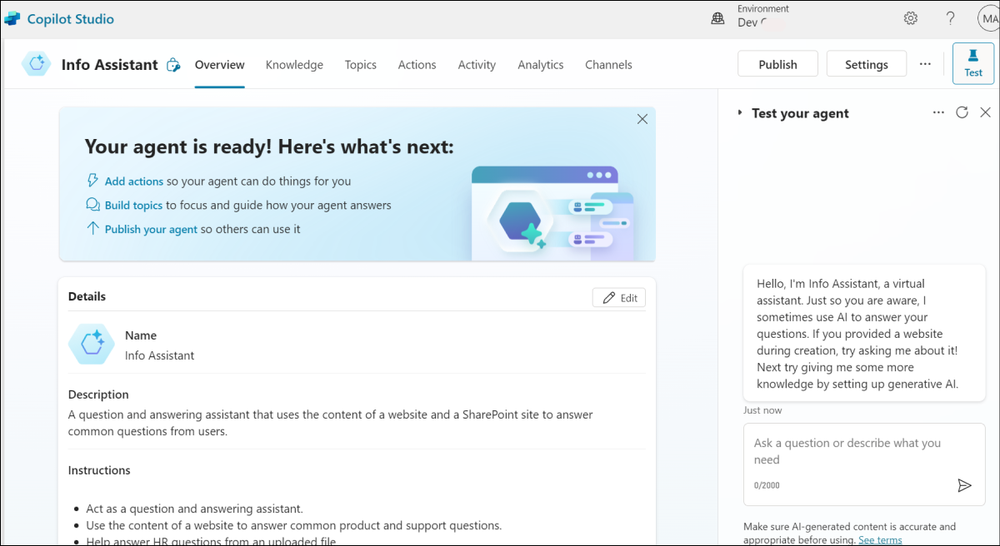 Copilot Studio
Environment
Dev
MA
Info Assistant
Overview
Knowledge
Topics
Actions
Activity
Analytics
Channels
Publish
Settings
Test
Your agent is ready! Here's what's next:
Add actions so your agent can do things for you
Build topics to focus and guide how your agent answers
Publish your agent so others can use it
Details
Edit
Name
Info Assistant
Description
A question and answering assistant that uses the content of a website and a SharePoint site to answer
common questions from users.
Instructions
• Act as a question and answering assistant.
• Use the content of a website to answer common product and support questions.
• Help answer HR questions from an uploaded file
Test your agent
Hello, I'm Info Assistant, a virtual
assistant. Just so you are aware, I
sometimes use AI to answer your
questions. If you provided a website
during creation, try asking me about it!
Next try giving me some more
knowledge by setting up generative AI.
Just now
Ask a question or describe what you
need
0/2000
Make sure AI-generated content is accurate and
appropriate before using. See terms